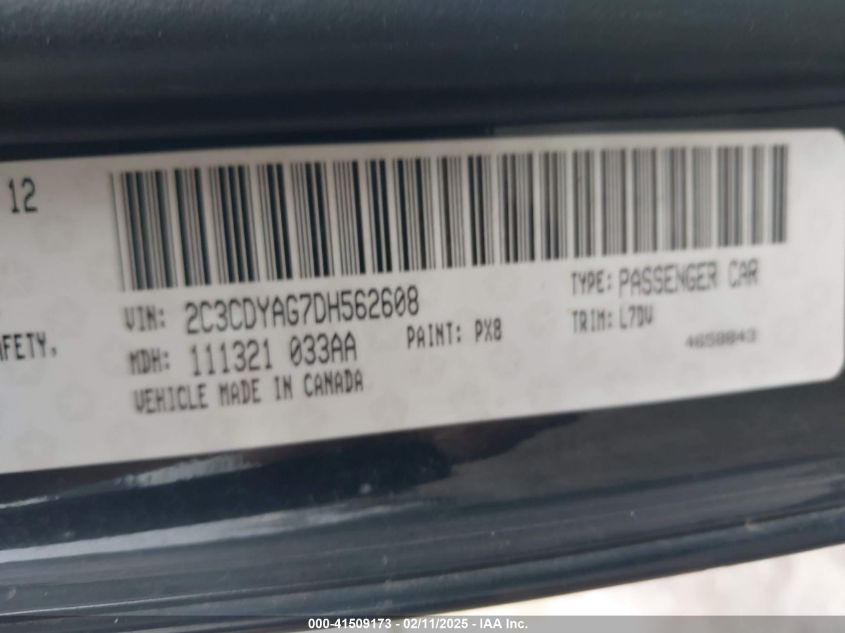 12
VIN: 2C3CDYAG7DH562608
TYPE: PASSENGER CAR
AFETY,
MDH: 111321 033AA
PAINT: PX8
TRIM: L7DV
4658843
VEHICLE MADE IN CANADA
000-41509173 - 02/11/2025 - IAA Inc.